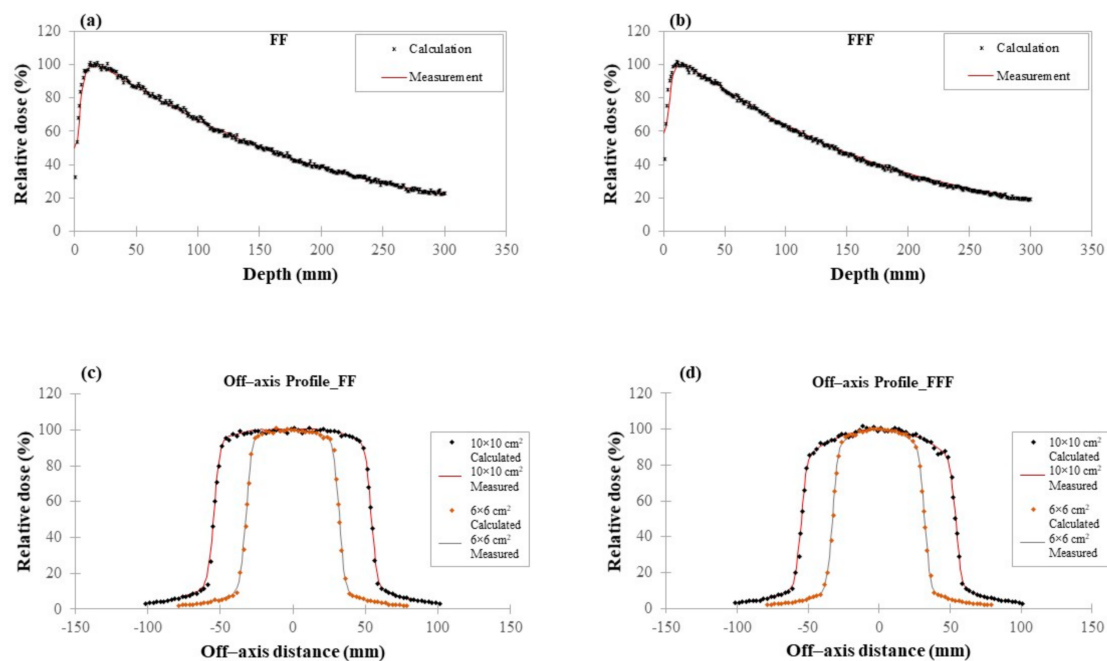 (a)
FF
Calculation
Measurement
Relative dose (%)
120
100
80
60
40
20
0
0 50 100 150 200 250 300 350
Depth (mm)
(b)
FFF
Calculation
Measurement
Relative dose (%)
120
100
80
60
40
20
0
0 50 100 150 200 250 300 350
Depth (mm)
(c)
Off–axis Profile_FF
Relative dose (%)
120
100
80
60
40
20
0
-150 -100 -50 0 50 100 150
Off–axis distance (mm)
10×10 cm²
Calculated
10×10 cm²
Measured
6×6 cm²
Calculated
6×6 cm²
Measured
(d)
Off–axis Profile_FFF
Relative dose (%)
120
100
80
60
40
20
0
-150 -100 -50 0 50 100 150
Off–axis distance (mm)
10×10 cm²
Calculated
10×10 cm²
Measured
6×6 cm²
Calculated
6×6 cm²
Measured